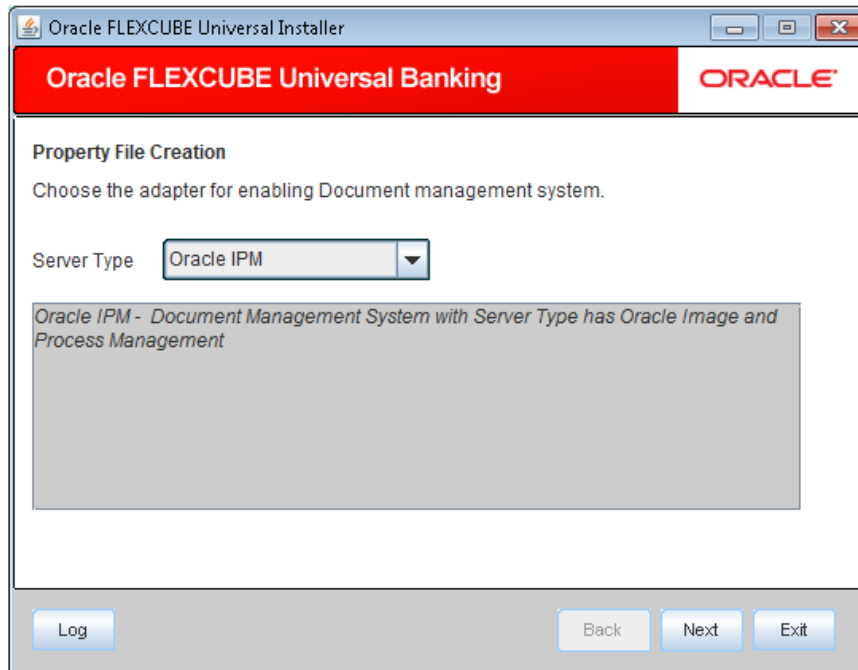 Oracle FLEXCUBE Universal Installer
Oracle FLEXCUBE Universal Banking
ORACLE
Property File Creation
Choose the adapter for enabling Document management system.
Server Type Oracle IPM
Oracle IPM - Document Management System with Server Type has Oracle Image and
Process Management
Log Back Next Exit